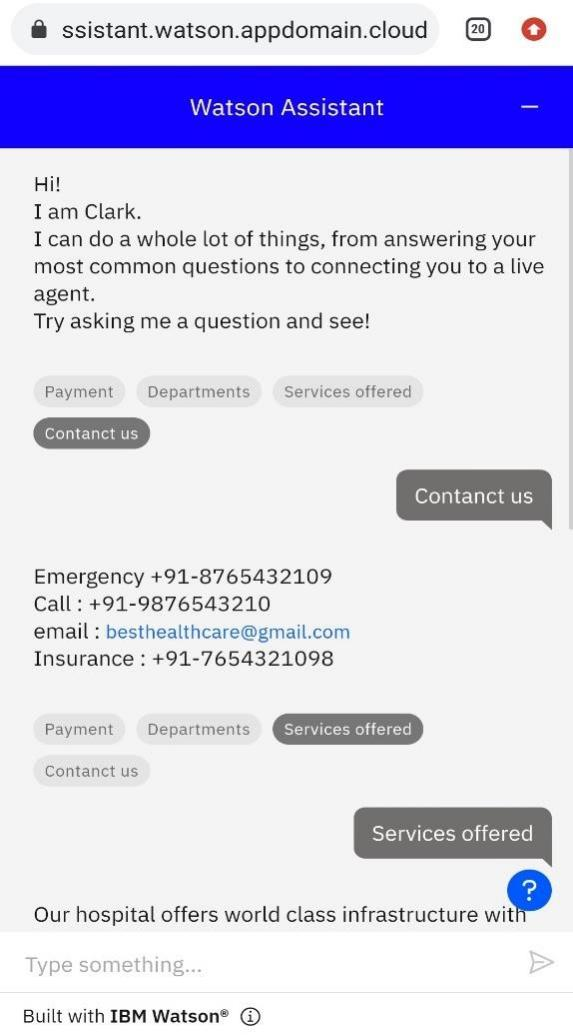 ssistant.watson.appdomain.cloud 20
Watson Assistant
Hi!
I am Clark.
I can do a whole lot of things, from answering your
most common questions to connecting you to a live
agent.
Try asking me a question and see!
Payment Departments Services offered
Contanct us
Contanct us
Emergency +91-8765432109
Call : +91-9876543210
email : besthealthcare@gmail.com
Insurance : +91-7654321098
Payment Departments Services offered
Contanct us
Services offered
?
Our hospital offers world class infrastructure with
Type something...
Built with IBM Watson® i